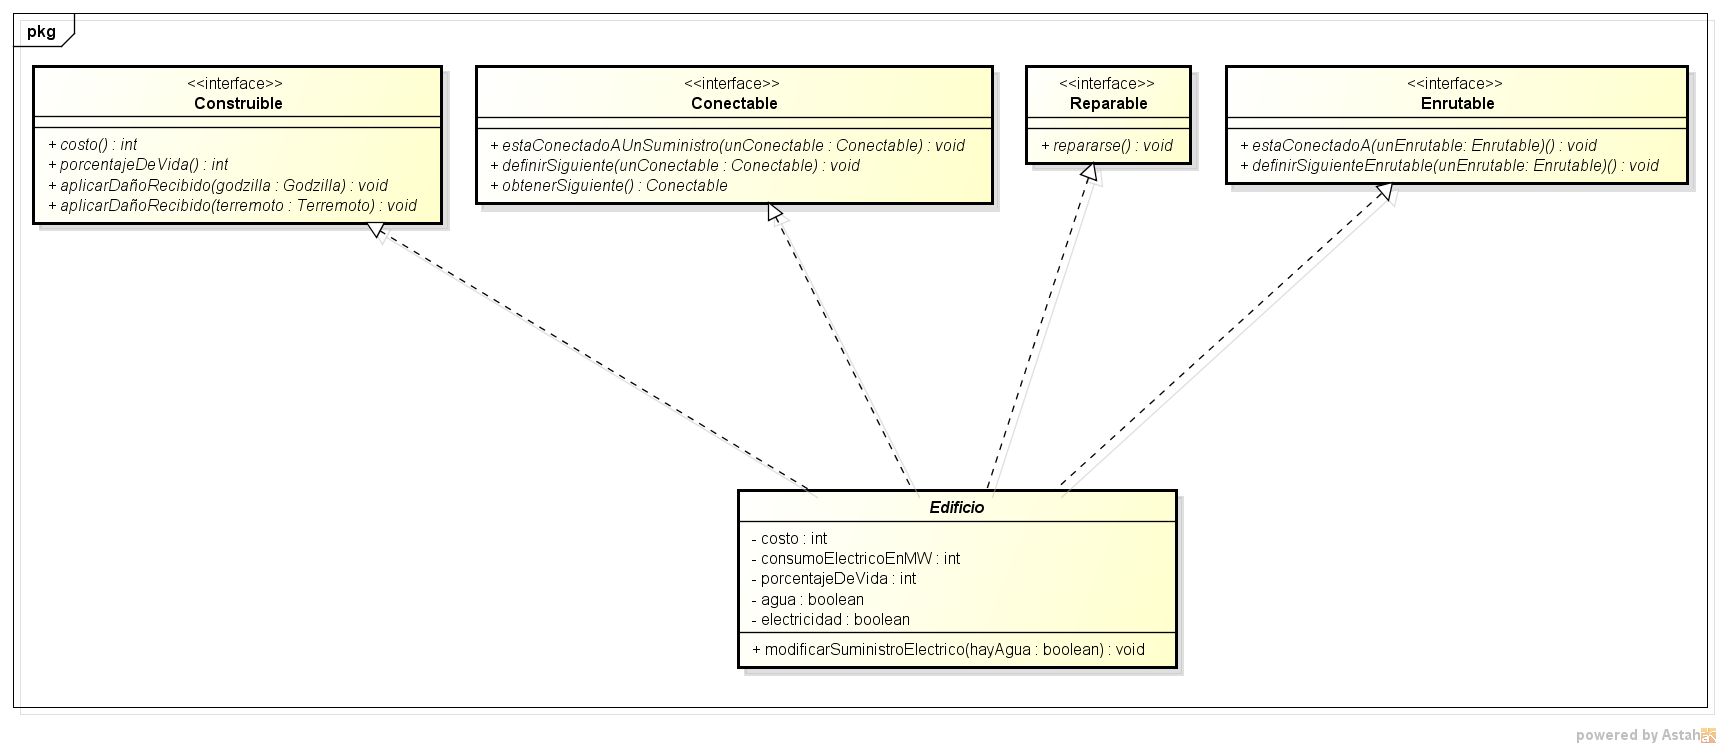 pkg
<<interface>>
Construible
+ costo() : int
+ porcentajeDeVida() : int
+ aplicarDañoRecibido(godzilla : Godzilla) : void
+ aplicarDañoRecibido(terremoto : Terremoto) : void
<<interface>>
Conectable
+ estaConectadoAUnSuministro(unConectable : Conectable) : void
+ definirSiguiente(unConectable : Conectable) : void
+ obtenerSiguiente() : Conectable
<<interface>>
Reparable
+ repararse() : void
<<interface>>
Enrutable
+ estaConectadoA(unEnrutable: Enrutable)() : void
+ definirSiguienteEnrutable(unEnrutable: Enrutable)() : void
Edificio
- costo : int
- consumoElectricoEnMW : int
- porcentajeDeVida : int
- agua : boolean
- electricidad : boolean
+ modificarSuministroElectrico(hayAgua : boolean) : void
powered by Astah